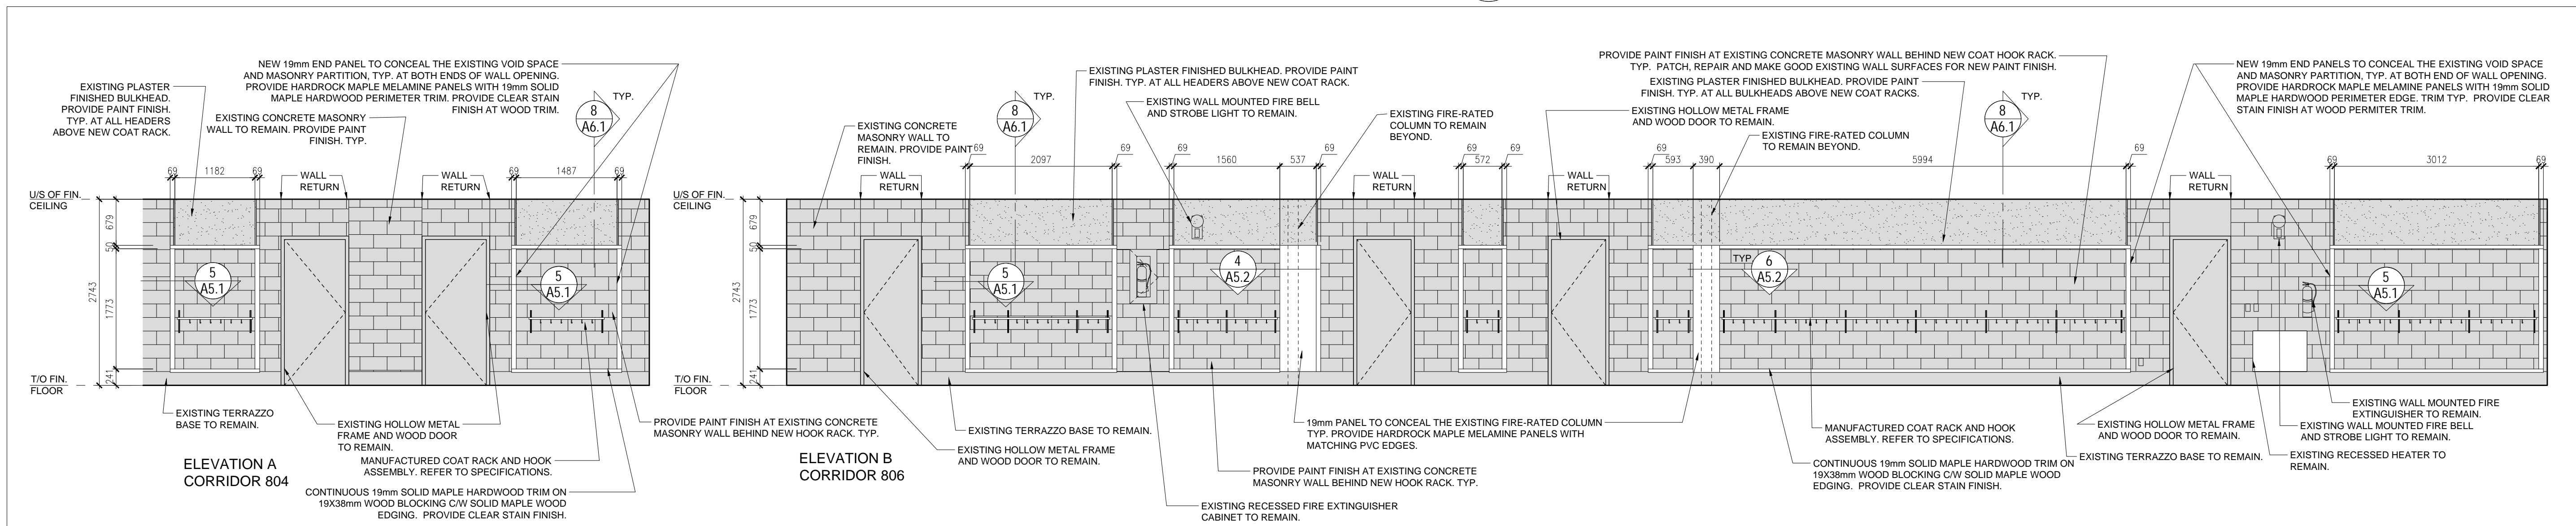 EXISTING PLASTER
FINISHED BULKHEAD.
PROVIDE PAINT FINISH.
TYP. AT ALL HEADERS
ABOVE NEW COAT RACK.
NEW 19mm END PANEL TO CONCEAL THE EXISTING VOID SPACE
AND MASONRY PARTITION, TYP. AT BOTH ENDS OF WALL OPENING.
PROVIDE HARDROCK MAPLE MELAMINE PANELS WITH 19mm SOLID
MAPLE HARDWOOD PERIMETER TRIM. PROVIDE CLEAR STAIN
FINISH AT WOOD TRIM.
EXISTING CONCRETE MASONRY
WALL TO REMAIN. PROVIDE PAINT
FINISH. TYP.
8
A6.1
TYP.
69
1182
69
WALL
RETURN
WALL
RETURN
69
1487
69
U/S OF FIN.
CEILING
679
50
2743
1773
241
T/O FIN.
FLOOR
5
A5.1
5
A5.1
EXISTING TERRAZZO
BASE TO REMAIN.
EXISTING HOLLOW METAL
FRAME AND WOOD DOOR
TO REMAIN.
MANUFACTURED COAT RACK AND HOOK
ASSEMBLY. REFER TO SPECIFICATIONS.
CONTINUOUS 19mm SOLID MAPLE HARDWOOD TRIM ON
19X38mm WOOD BLOCKING C/W SOLID MAPLE WOOD
EDGING. PROVIDE CLEAR STAIN FINISH.
PROVIDE PAINT FINISH AT EXISTING CONCRETE
MASONRY WALL BEHIND NEW HOOK RACK. TYP.
ELEVATION A
CORRIDOR 804
EXISTING CONCRETE
MASONRY WALL TO
REMAIN. PROVIDE PAINT
FINISH.
8
A6.1
TYP.
EXISTING PLASTER FINISHED BULKHEAD. PROVIDE PAINT
FINISH. TYP. AT ALL HEADERS ABOVE NEW COAT RACK.
EXISTING WALL MOUNTED FIRE BELL
AND STROBE LIGHT TO REMAIN.
EXISTING FIRE-RATED
COLUMN TO REMAIN
BEYOND.
PROVIDE PAINT FINISH AT EXISTING CONCRETE MASONRY WALL BEHIND NEW COAT HOOK RACK.
TYP. PATCH, REPAIR AND MAKE GOOD EXISTING WALL SURFACES FOR NEW PAINT FINISH.
EXISTING PLASTER FINISHED BULKHEAD. PROVIDE PAINT
FINISH. TYP. AT ALL BULKHEADS ABOVE NEW COAT RACKS.
EXISTING HOLLOW METAL FRAME
AND WOOD DOOR TO REMAIN.
EXISTING FIRE-RATED COLUMN
TO REMAIN BEYOND.
8
A6.1
TYP.
NEW 19mm END PANELS TO CONCEAL THE EXISTING VOID SPACE
AND MASONRY PARTITION, TYP. AT BOTH END OF WALL OPENING.
PROVIDE HARDROCK MAPLE MELAMINE PANELS WITH 19mm SOLID
MAPLE HARDWOOD PERIMETER EDGE. TRIM TYP. PROVIDE CLEAR
STAIN FINISH AT WOOD PERMITER TRIM.
WALL
RETURN
69
2097
69
69
1560
537
69
WALL
RETURN
69
572
69
WALL
RETURN
69
593
390
5994
69
WALL
RETURN
69
3012
69
U/S OF FIN.
CEILING
679
50
2743
1773
241
T/O FIN.
FLOOR
5
A5.1
4
A5.2
TYP.
6
A5.2
5
A5.1
ELEVATION B
CORRIDOR 806
EXISTING TERRAZZO BASE TO REMAIN.
EXISTING HOLLOW METAL FRAME
AND WOOD DOOR TO REMAIN.
19mm PANEL TO CONCEAL THE EXISTING FIRE-RATED COLUMN
TYP. PROVIDE HARDROCK MAPLE MELAMINE PANELS WITH
MATCHING PVC EDGES.
PROVIDE PAINT FINISH AT EXISTING CONCRETE
MASONRY WALL BEHIND NEW HOOK RACK. TYP.
EXISTING RECESSED FIRE EXTINGUISHER
CABINET TO REMAIN.
MANUFACTURED COAT RACK AND HOOK
ASSEMBLY. REFER TO SPECIFICATIONS.
CONTINUOUS 19mm SOLID MAPLE HARDWOOD TRIM ON
19X38mm WOOD BLOCKING C/W SOLID MAPLE WOOD
EDGING. PROVIDE CLEAR STAIN FINISH.
EXISTING TERRAZZO BASE TO REMAIN.
EXISTING HOLLOW METAL FRAME
AND WOOD DOOR TO REMAIN.
EXISTING WALL MOUNTED FIRE
EXTINGUISHER TO REMAIN.
EXISTING WALL MOUNTED FIRE BELL
AND STROBE LIGHT TO REMAIN.
EXISTING RECESSED HEATER TO
REMAIN.